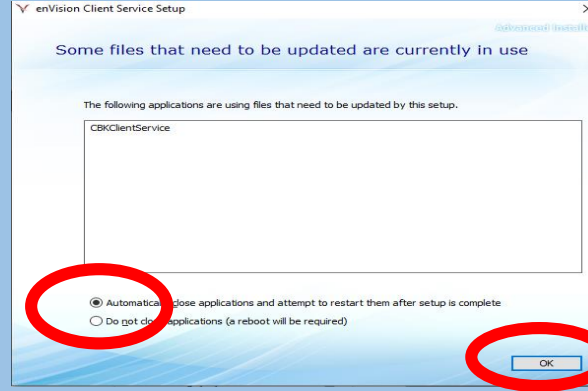 enVision Client Service Setup
Some files that need to be updated are currently in use
The following applications are using files that need to be updated by this setup.
CBKClientService
Automatically close applications and attempt to restart them after setup is complete
Do not close applications (a reboot will be required)
OK